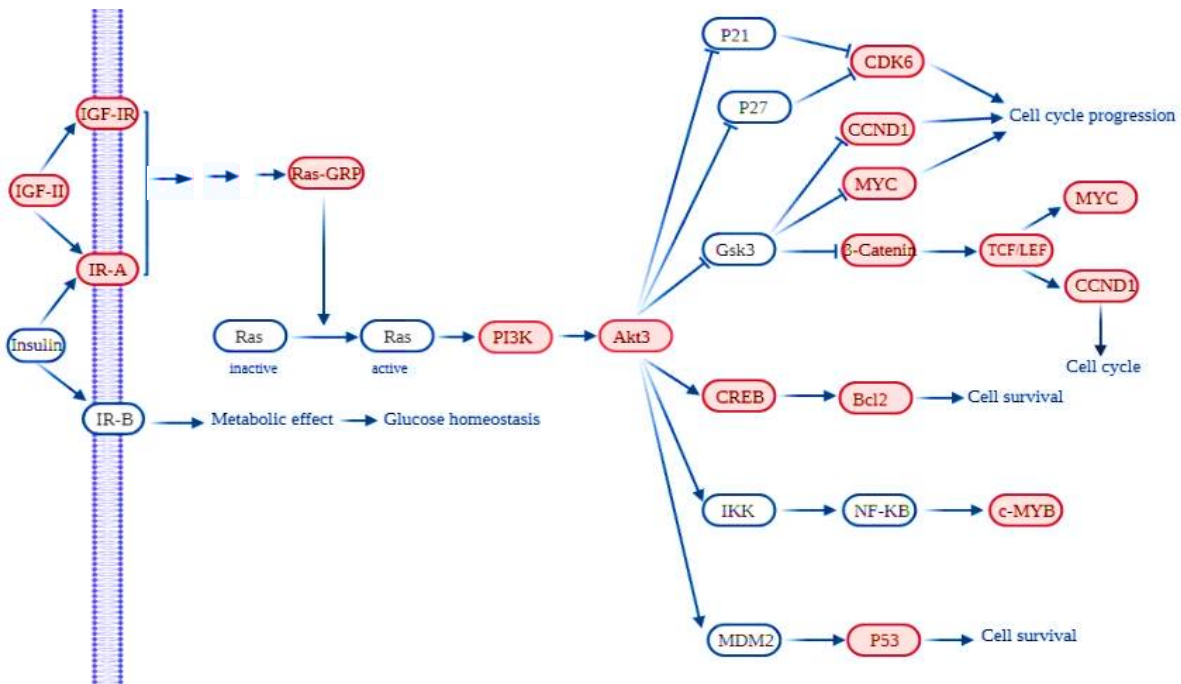 P21
CDK6
P27
Cell cycle progression
IGF-IR
CCND1
Ras-GRP
MYC
IGF-II
MYC
Gsk3
ß-Catenin
TCF/LEF
IR-A
CCND1
Insulin
Ras
Ras
PI3K
Akt3
inactive
active
Cell cycle
CREB
Bcl2
Cell survival
IR-B
Metabolic effect
Glucose homeostasis
IKK
NF-KB
c-MYB
MDM2
P53
Cell survival